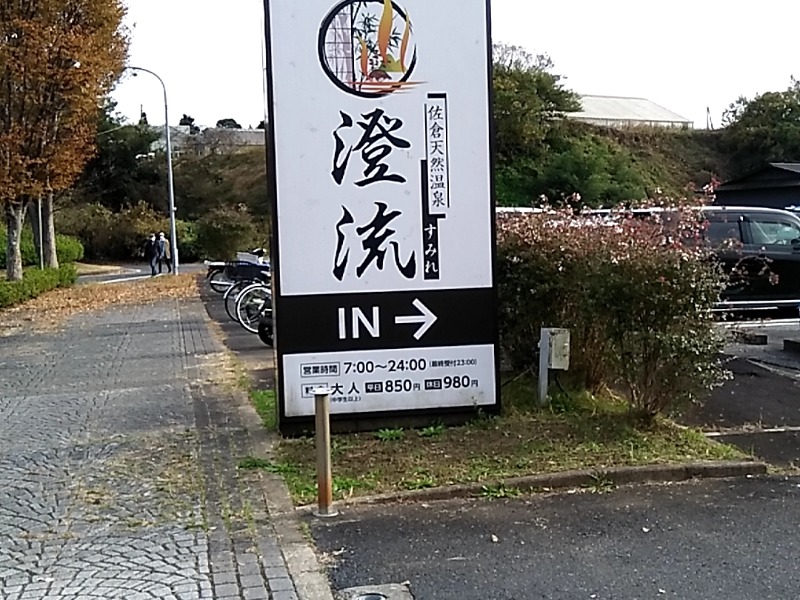 佐倉天然温泉
澄流
すみれ
IN →
営業時間 7:00～24:00 (最終受付23:00)
大人 平日 850円 休日 980円
(中学生以上)